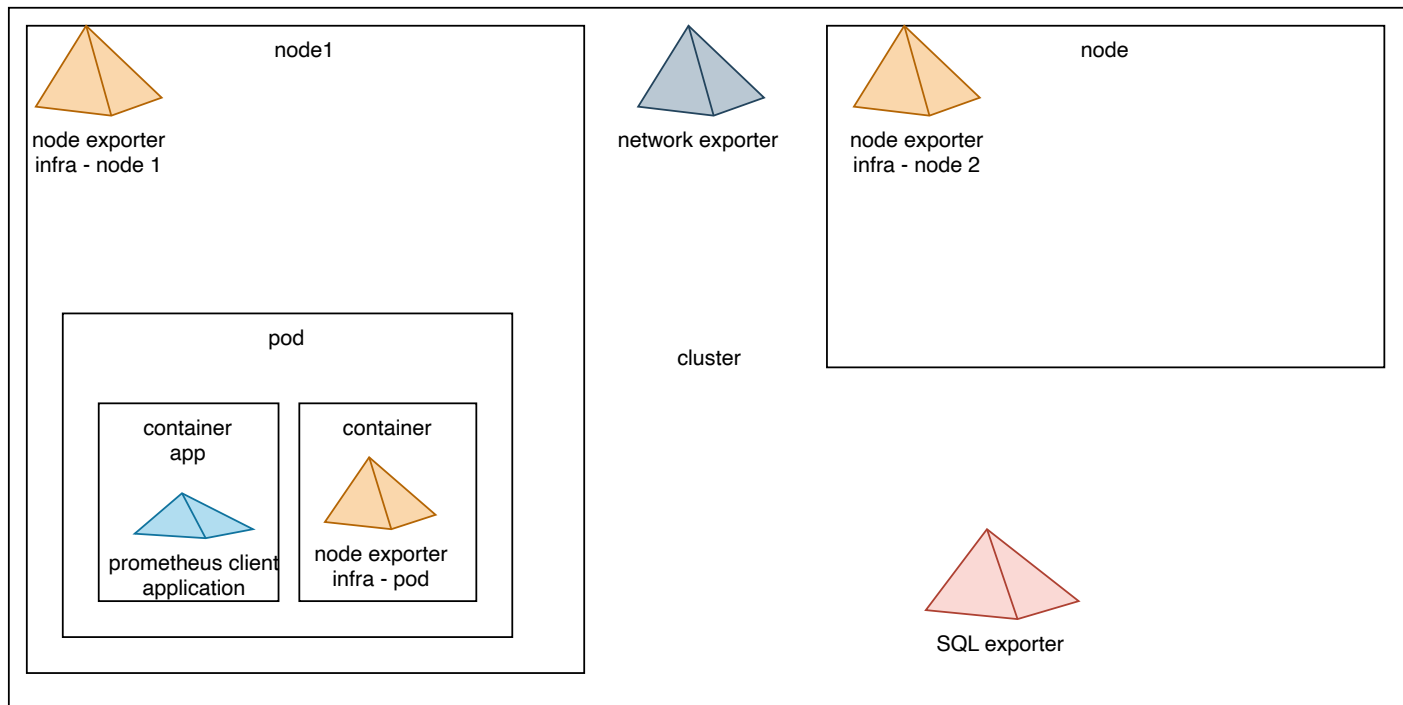 node1
node exporter
infra - node 1
network exporter
node
node exporter
infra - node 2
pod
cluster
container
app
prometheus client
application
container
node exporter
infra - pod
SQL exporter